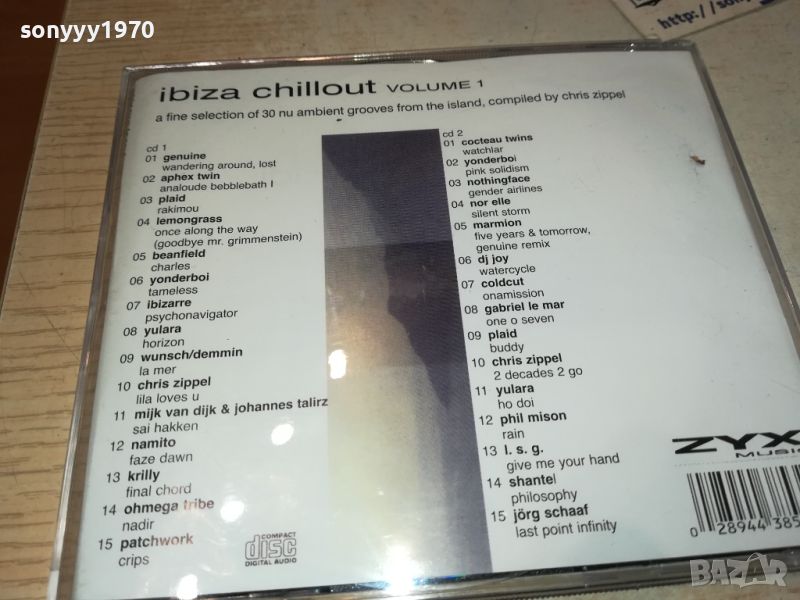 sonyyy1970
http://son
ibiza chillout VOLUME 1
a fine selection of 30 nu ambient grooves from the island, compiled by chris zippel
cd 1
01 genuine
wandering around, lost
02 aphex twin
analoude bebblebath I
03 plaid
rakimou
04 lemongrass
once along the way
(goodbye mr. grimmenstein)
05 beanfield
charles
06 yonderboi
tameless
07 ibizarre
psychonavigator
08 yulara
horizon
09 wunsch/demmin
la mer
10 chris zippel
lila loves u
11 mijk van dijk & johannes talirz
sai hakken
12 namito
faze dawn
13 krilly
final chord
14 ohmega tribe
nadir
15 patchwork
crips
cd 2
01 cocteau twins
watchlar
02 yonderboi
pink solidism
03 nothingface
gender airlines
04 nor elle
silent storm
05 marmion
five years & tomorrow,
genuine remix
06 dj joy
watercycle
07 coldcut
onamission
08 gabriel le mar
one o seven
09 plaid
buddy
10 chris zippel
2 decades 2 go
11 yulara
ho doi
12 phil mison
rain
13 l. s. g.
give me your hand
14 shantel
philosophy
15 jörg schaaf
last point infinity
COMPACT
disc
DIGITAL AUDIO
ZYX
MUSIC
0 28944 385
BAZAR